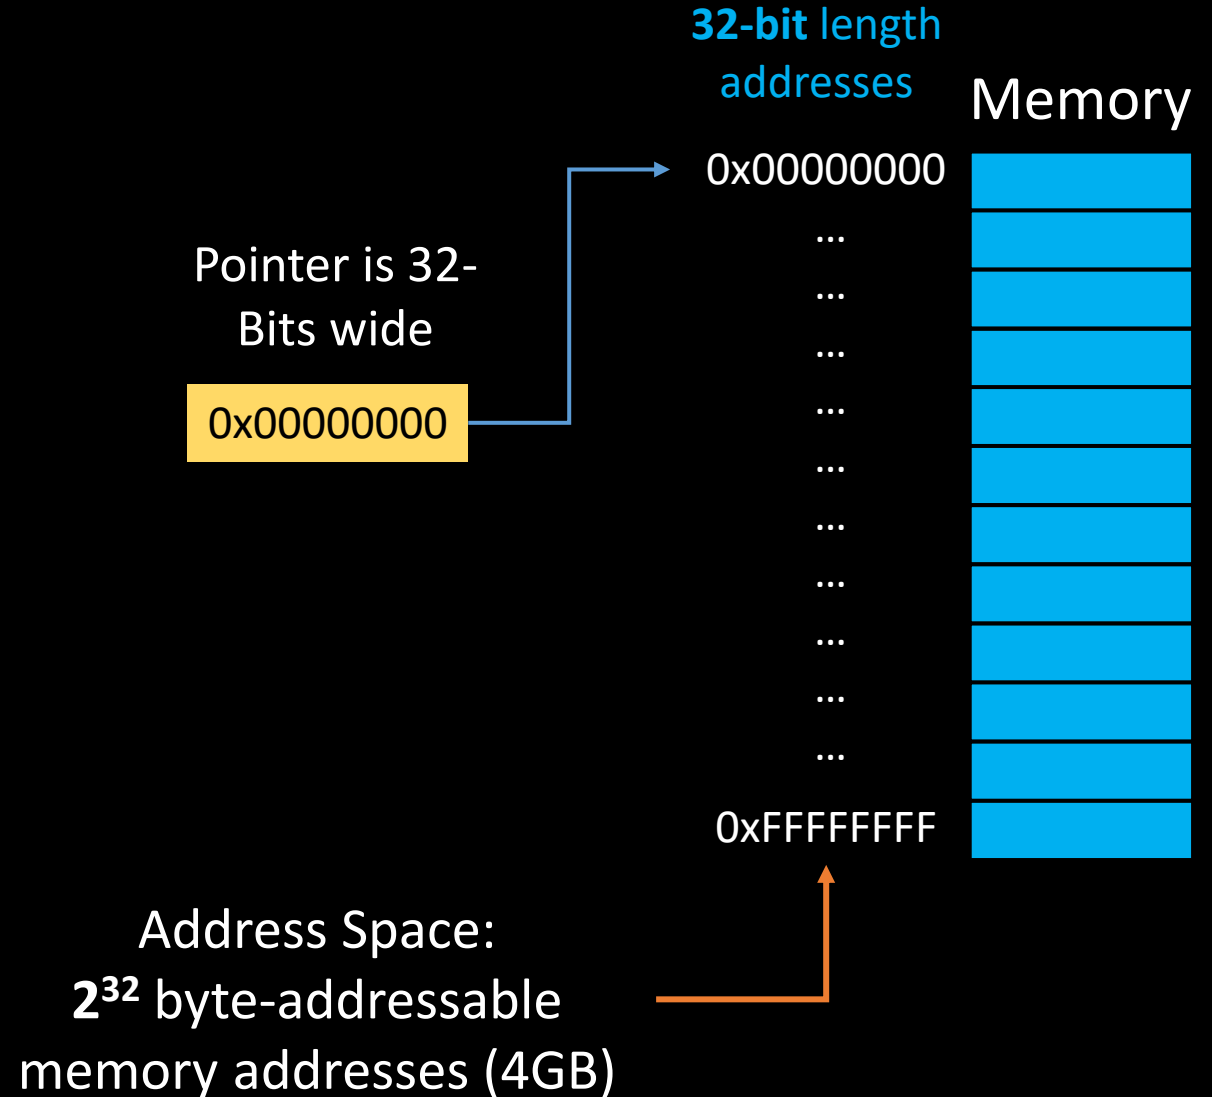 32-bit length
addresses
Memory
0x00000000
...
...
...
...
...
...
...
...
...
...
0xFFFFFFFF
Pointer is 32-
Bits wide
0x00000000
Address Space:
2³² byte-addressable
memory addresses (4GB)